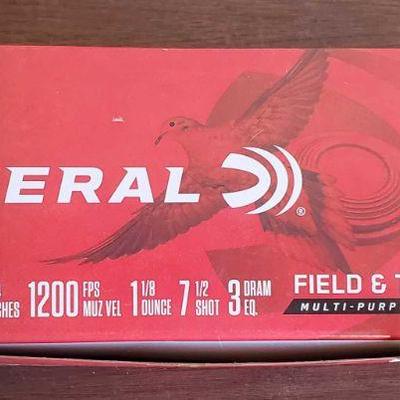 ERAL ®
HES 1200 FPS MUZ VEL 1 1/8 OUNCE 7 1/2 SHOT 3 DRAM EQ. FIELD & T
MULTI-PURP